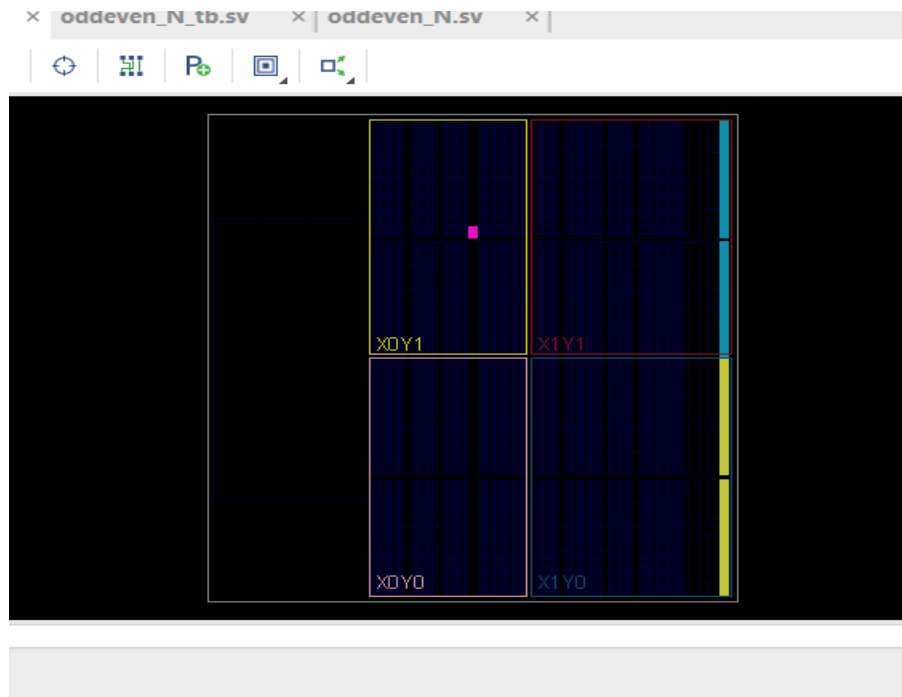 × oddeven_N_tb.sv × oddeven_N.sv ×
X0Y1 X1Y1
X0Y0 X1Y0